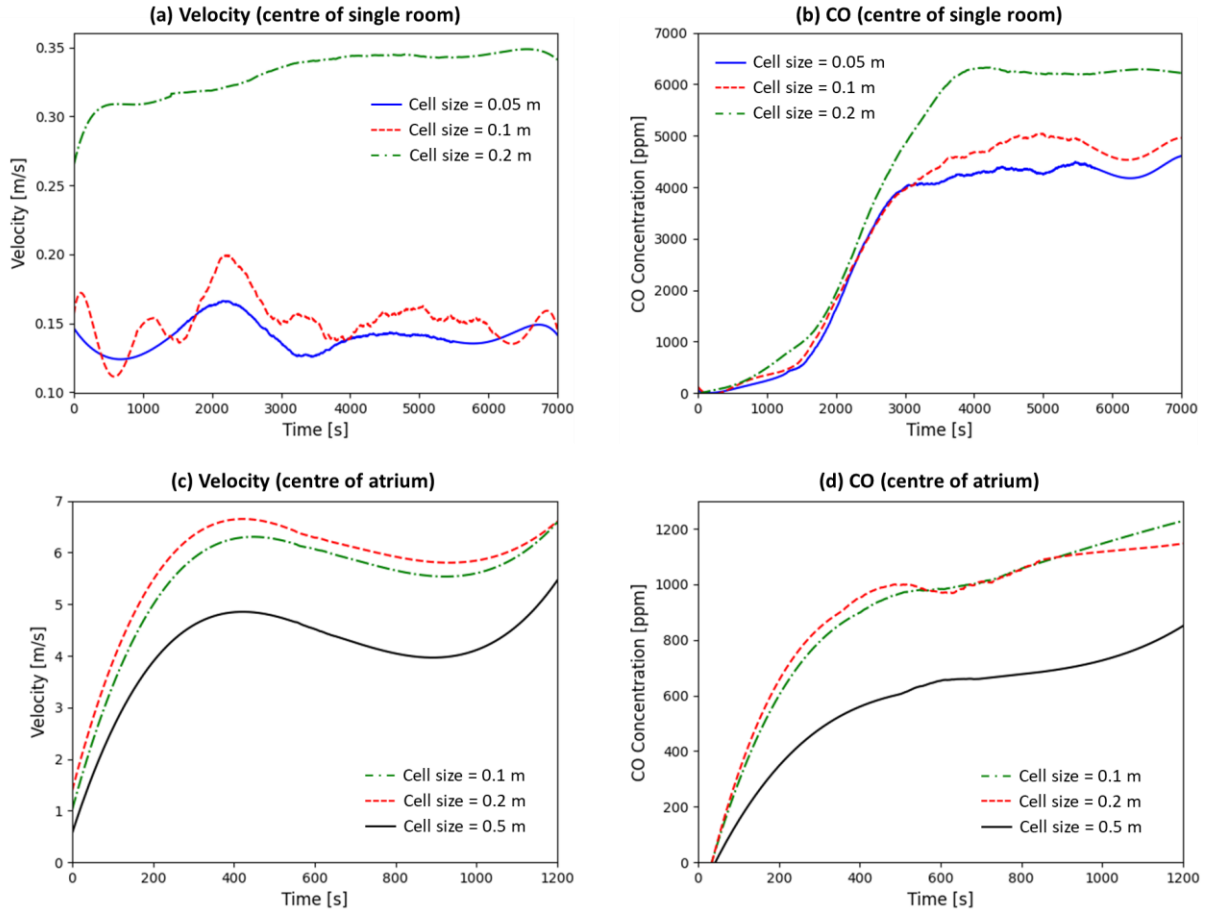 (a) Velocity (centre of single room)
0.35
0.30
0.25
0.20
0.15
0.10
Velocity [m/s]
Cell size = 0.05 m
Cell size = 0.1 m
Cell size = 0.2 m
0
1000
2000
3000
4000
5000
6000
7000
Time [s]
(b) CO (centre of single room)
7000
6000
5000
4000
3000
2000
1000
0
CO Concentration [ppm]
Cell size = 0.05 m
Cell size = 0.1 m
Cell size = 0.2 m
0
1000
2000
3000
4000
5000
6000
7000
Time [s]
(c) Velocity (centre of atrium)
7
6
5
4
3
2
1
0
Velocity [m/s]
Cell size = 0.1 m
Cell size = 0.2 m
Cell size = 0.5 m
0
200
400
600
800
1000
1200
Time [s]
(d) CO (centre of atrium)
1200
1000
800
600
400
200
0
CO Concentration [ppm]
Cell size = 0.1 m
Cell size = 0.2 m
Cell size = 0.5 m
0
200
400
600
800
1000
1200
Time [s]